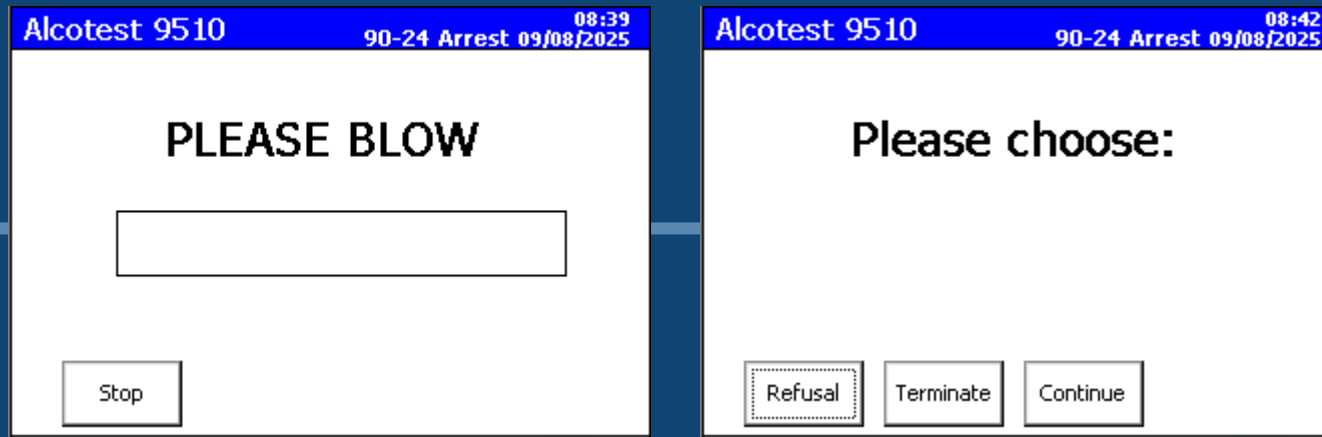 Alcotest 9510
08:39
90-24 Arrest 09/08/2025
PLEASE BLOW
Stop
Alcotest 9510
08:42
90-24 Arrest 09/08/2025
Please choose:
Refusal
Terminate
Continue